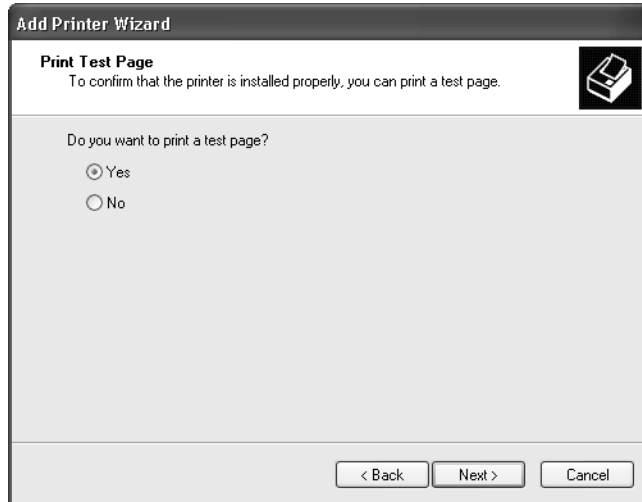 Add Printer Wizard
Print Test Page
To confirm that the printer is installed properly, you can print a test page.
Do you want to print a test page?
Yes
No
< Back Next > Cancel